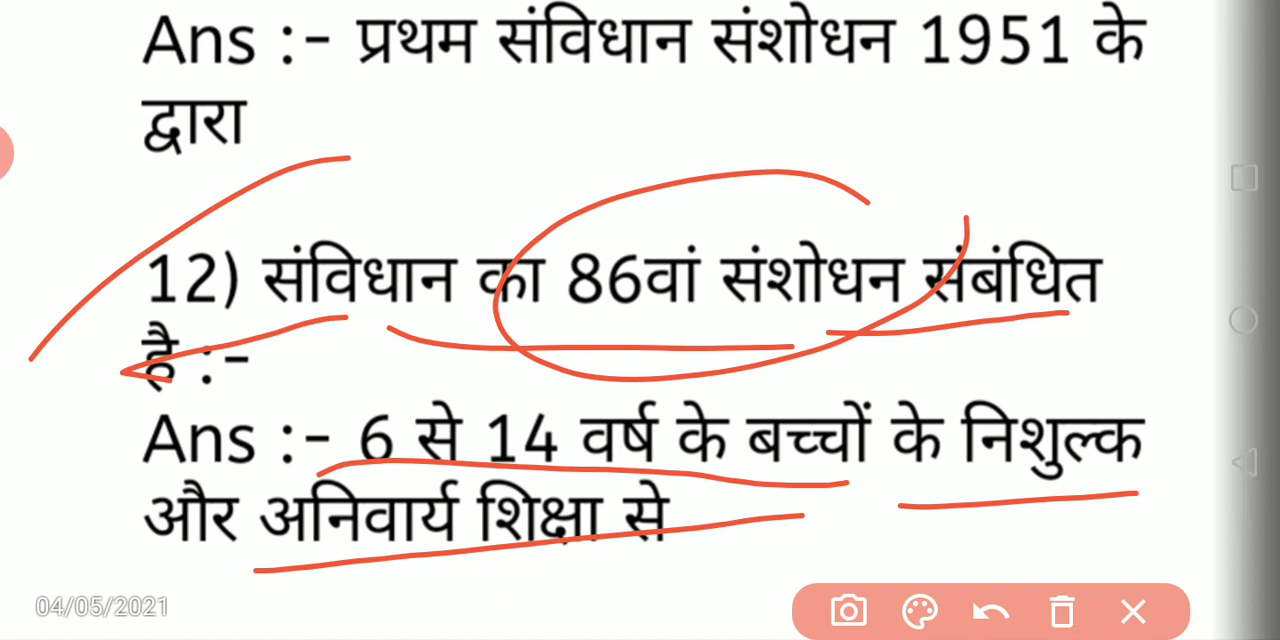 Ans :- प्रथम संविधान संशोधन 1951 के
द्वारा
12) संविधान का 86वां संशोधन संबंधित
है :-
Ans :- 6 से 14 वर्ष के बच्चों के निशुल्क
और अनिवार्य शिक्षा से
04/05/2021